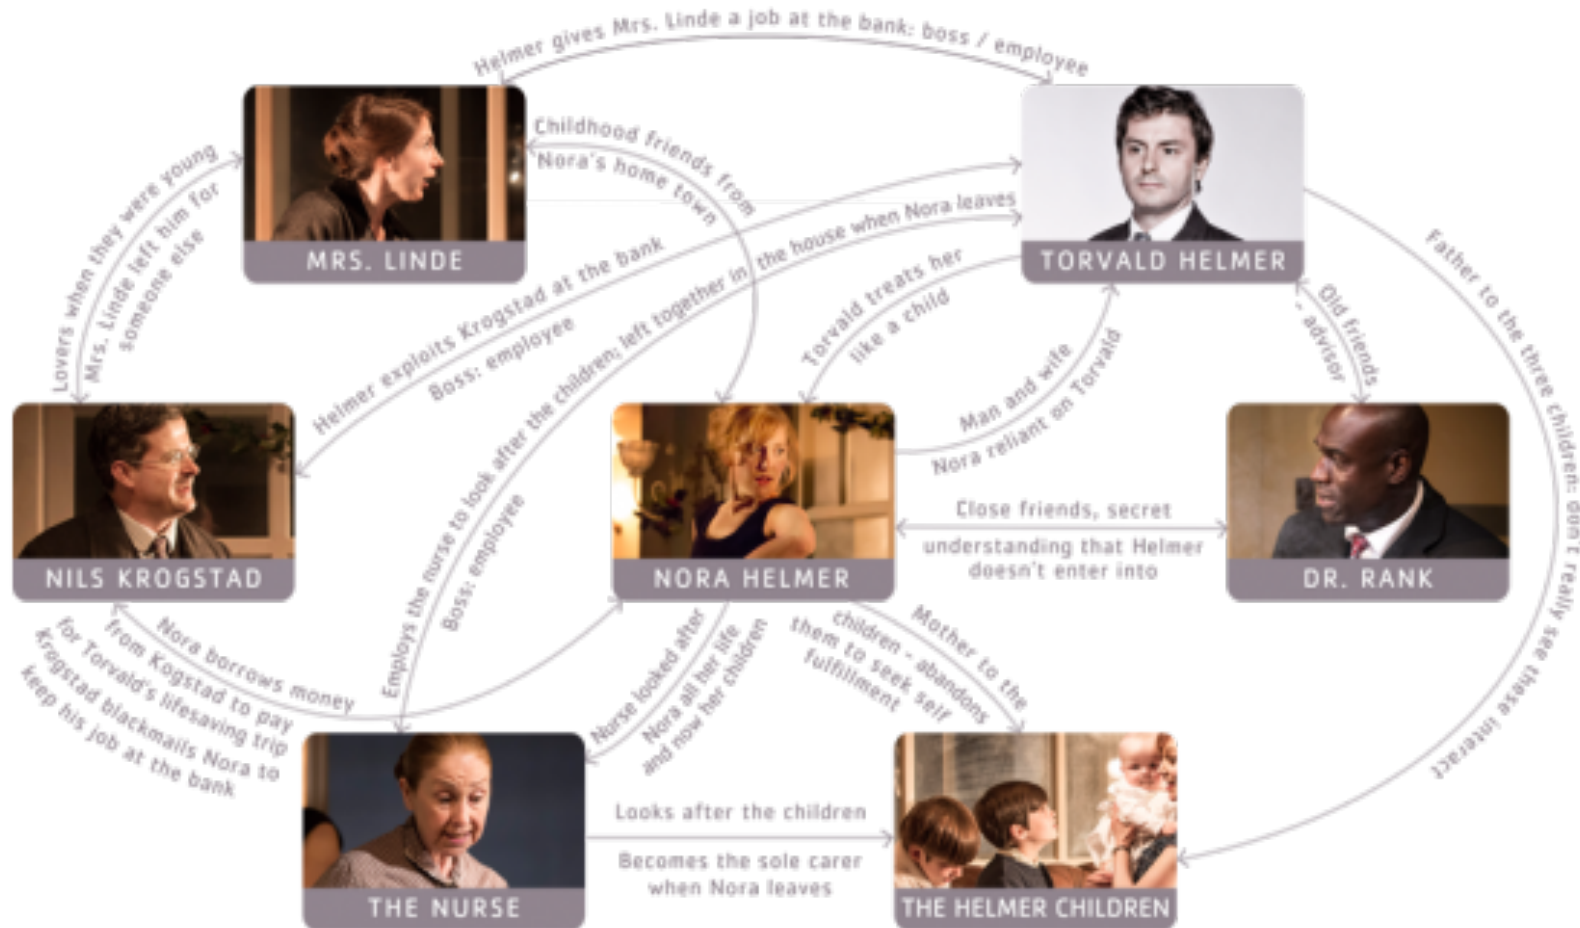 Helmer gives Mrs. Linde a job at the bank: boss / employee
MRS. LINDE
TORVALD HELMER
Childhood friends from
Nora's home town
Lovers when they were young
Mrs. Linde left him for
someone else
Helmer exploits Krogstad at the bank
Boss: employee
Employs the nurse to look after the children; left together in the house when Nora leaves
Boss: employee
Torvald treats her
like a child
Man and wife
Nora reliant on Torvald
Old friends
- advisor
Father to the three children: don't really see these interact
NILS KROGSTAD
NORA HELMER
DR. RANK
Close friends, secret
understanding that Helmer
doesn't enter into
Nora borrows money
from Kogstad to pay
for Torvald's lifesaving trip
Krogstad blackmails Nora to
keep his job at the bank
Nurse looked after
Nora all her life
and now her children
Mother to the
children - abandons
them to seek self
fulfillment
THE NURSE
Looks after the children
Becomes the sole carer
when Nora leaves
THE HELMER CHILDREN